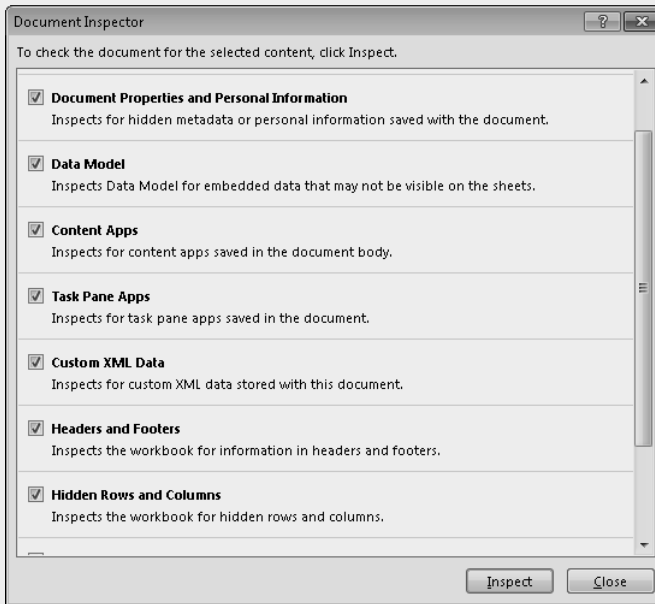 Document Inspector
To check the document for the selected content, click Inspect.
Document Properties and Personal Information
Inspects for hidden metadata or personal information saved with the document.
Data Model
Inspects Data Model for embedded data that may not be visible on the sheets.
Content Apps
Inspects for content apps saved in the document body.
Task Pane Apps
Inspects for task pane apps saved in the document.
Custom XML Data
Inspects for custom XML data stored with this document.
Headers and Footers
Inspects the workbook for information in headers and footers.
Hidden Rows and Columns
Inspects the workbook for hidden rows and columns.
Inspect Close